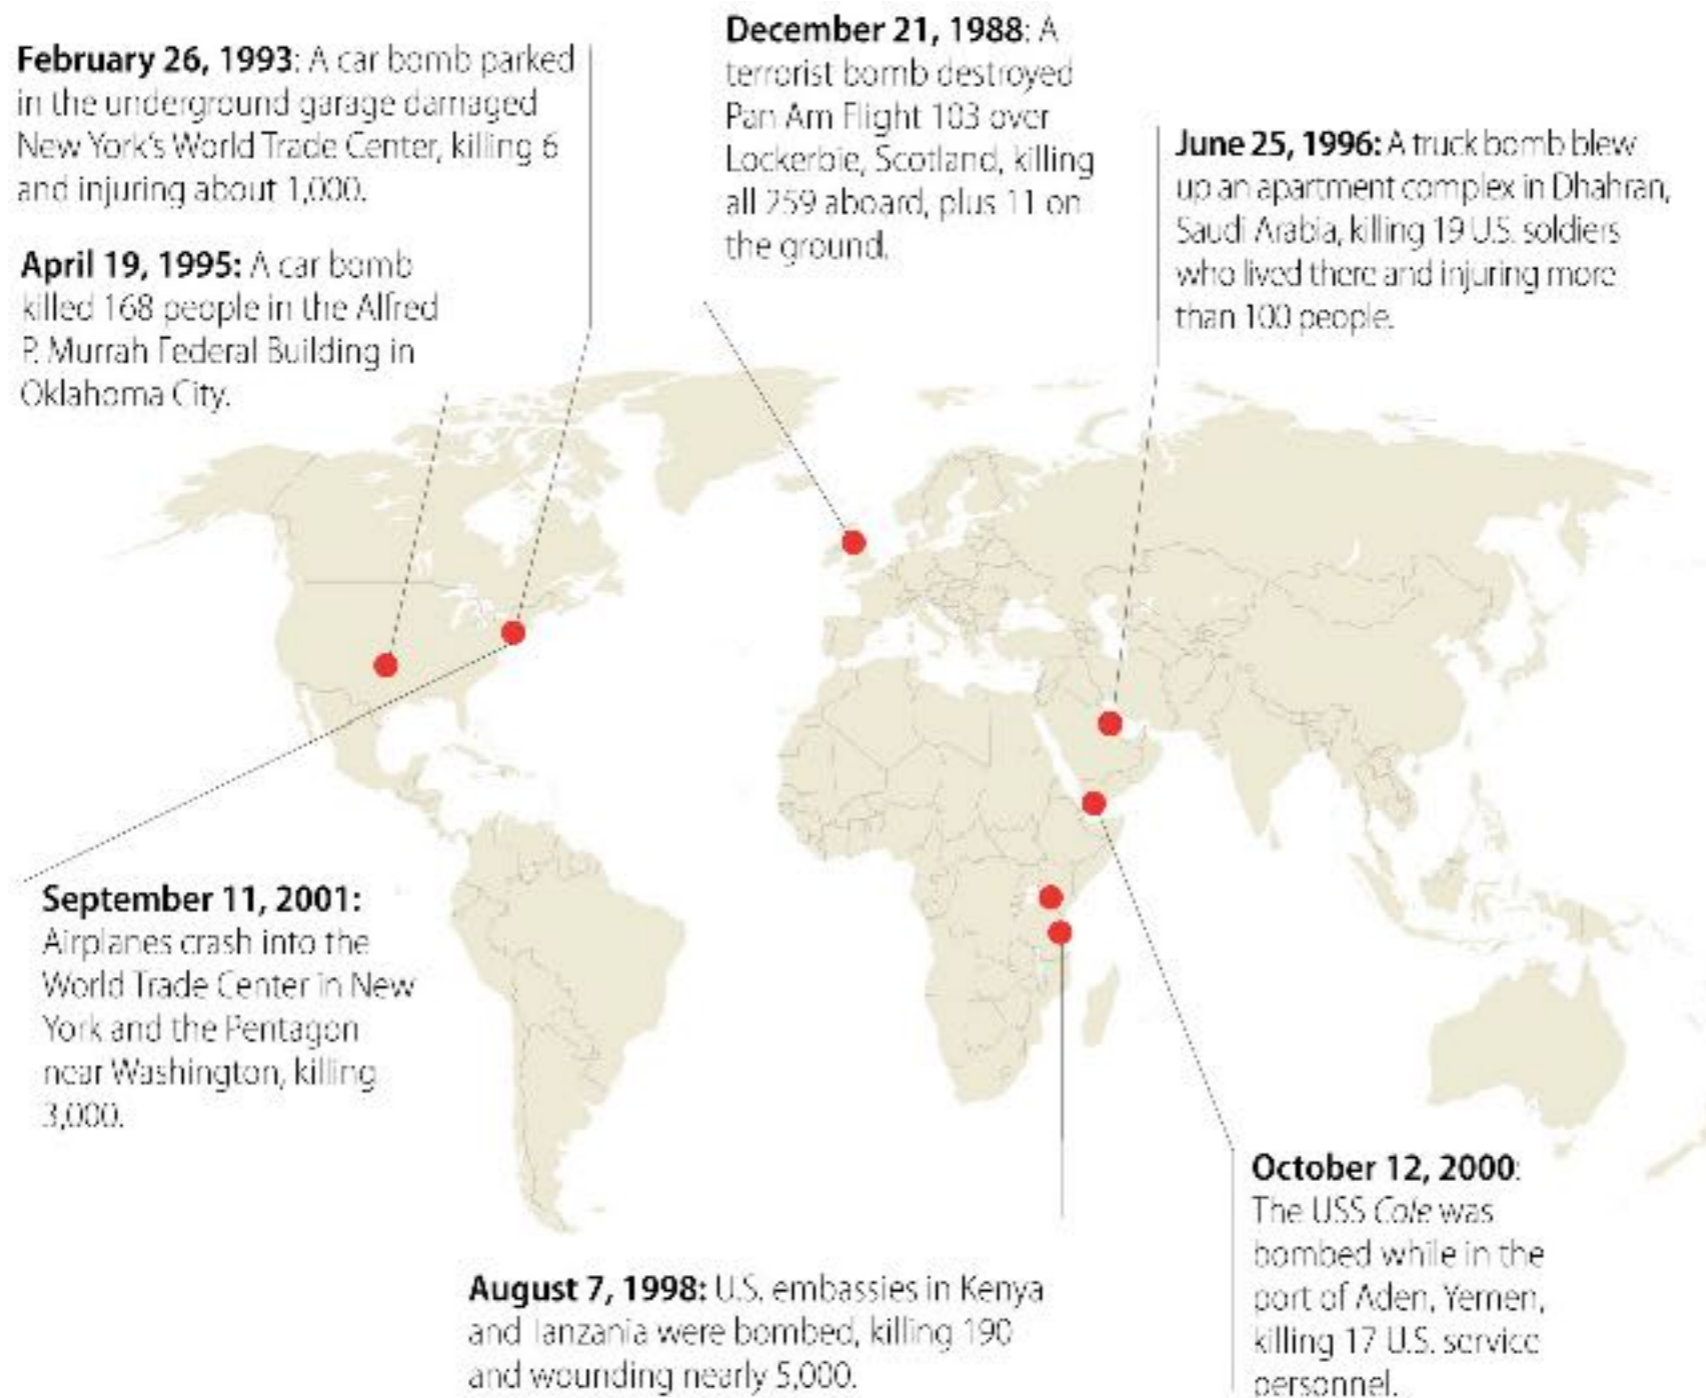 February 26, 1993: A car bomb parked
in the underground garage damaged
New York's World Trade Center, killing 6
and injuring about 1,000.
April 19, 1995: A car bomb
killed 168 people in the Alfred
P. Murrah Federal Building in
Oklahoma City.
December 21, 1988: A
terrorist bomb destroyed
Pan Am Flight 103 over
Lockerbie, Scotland, killing
all 259 aboard, plus 11 on
the ground.
June 25, 1996: A truck bomb blew
up an apartment complex in Dhahran,
Saudi Arabia, killing 19 U.S. soldiers
who lived there and injuring more
than 100 people.
September 11, 2001:
Airplanes crash into the
World Trade Center in New
York and the Pentagon
near Washington, killing
3,000.
August 7, 1998: U.S. embassies in Kenya
and Tanzania were bombed, killing 190
and wounding nearly 5,000.
October 12, 2000:
The USS Cole was
bombed while in the
port of Aden, Yemen,
killing 17 U.S. service
personnel.